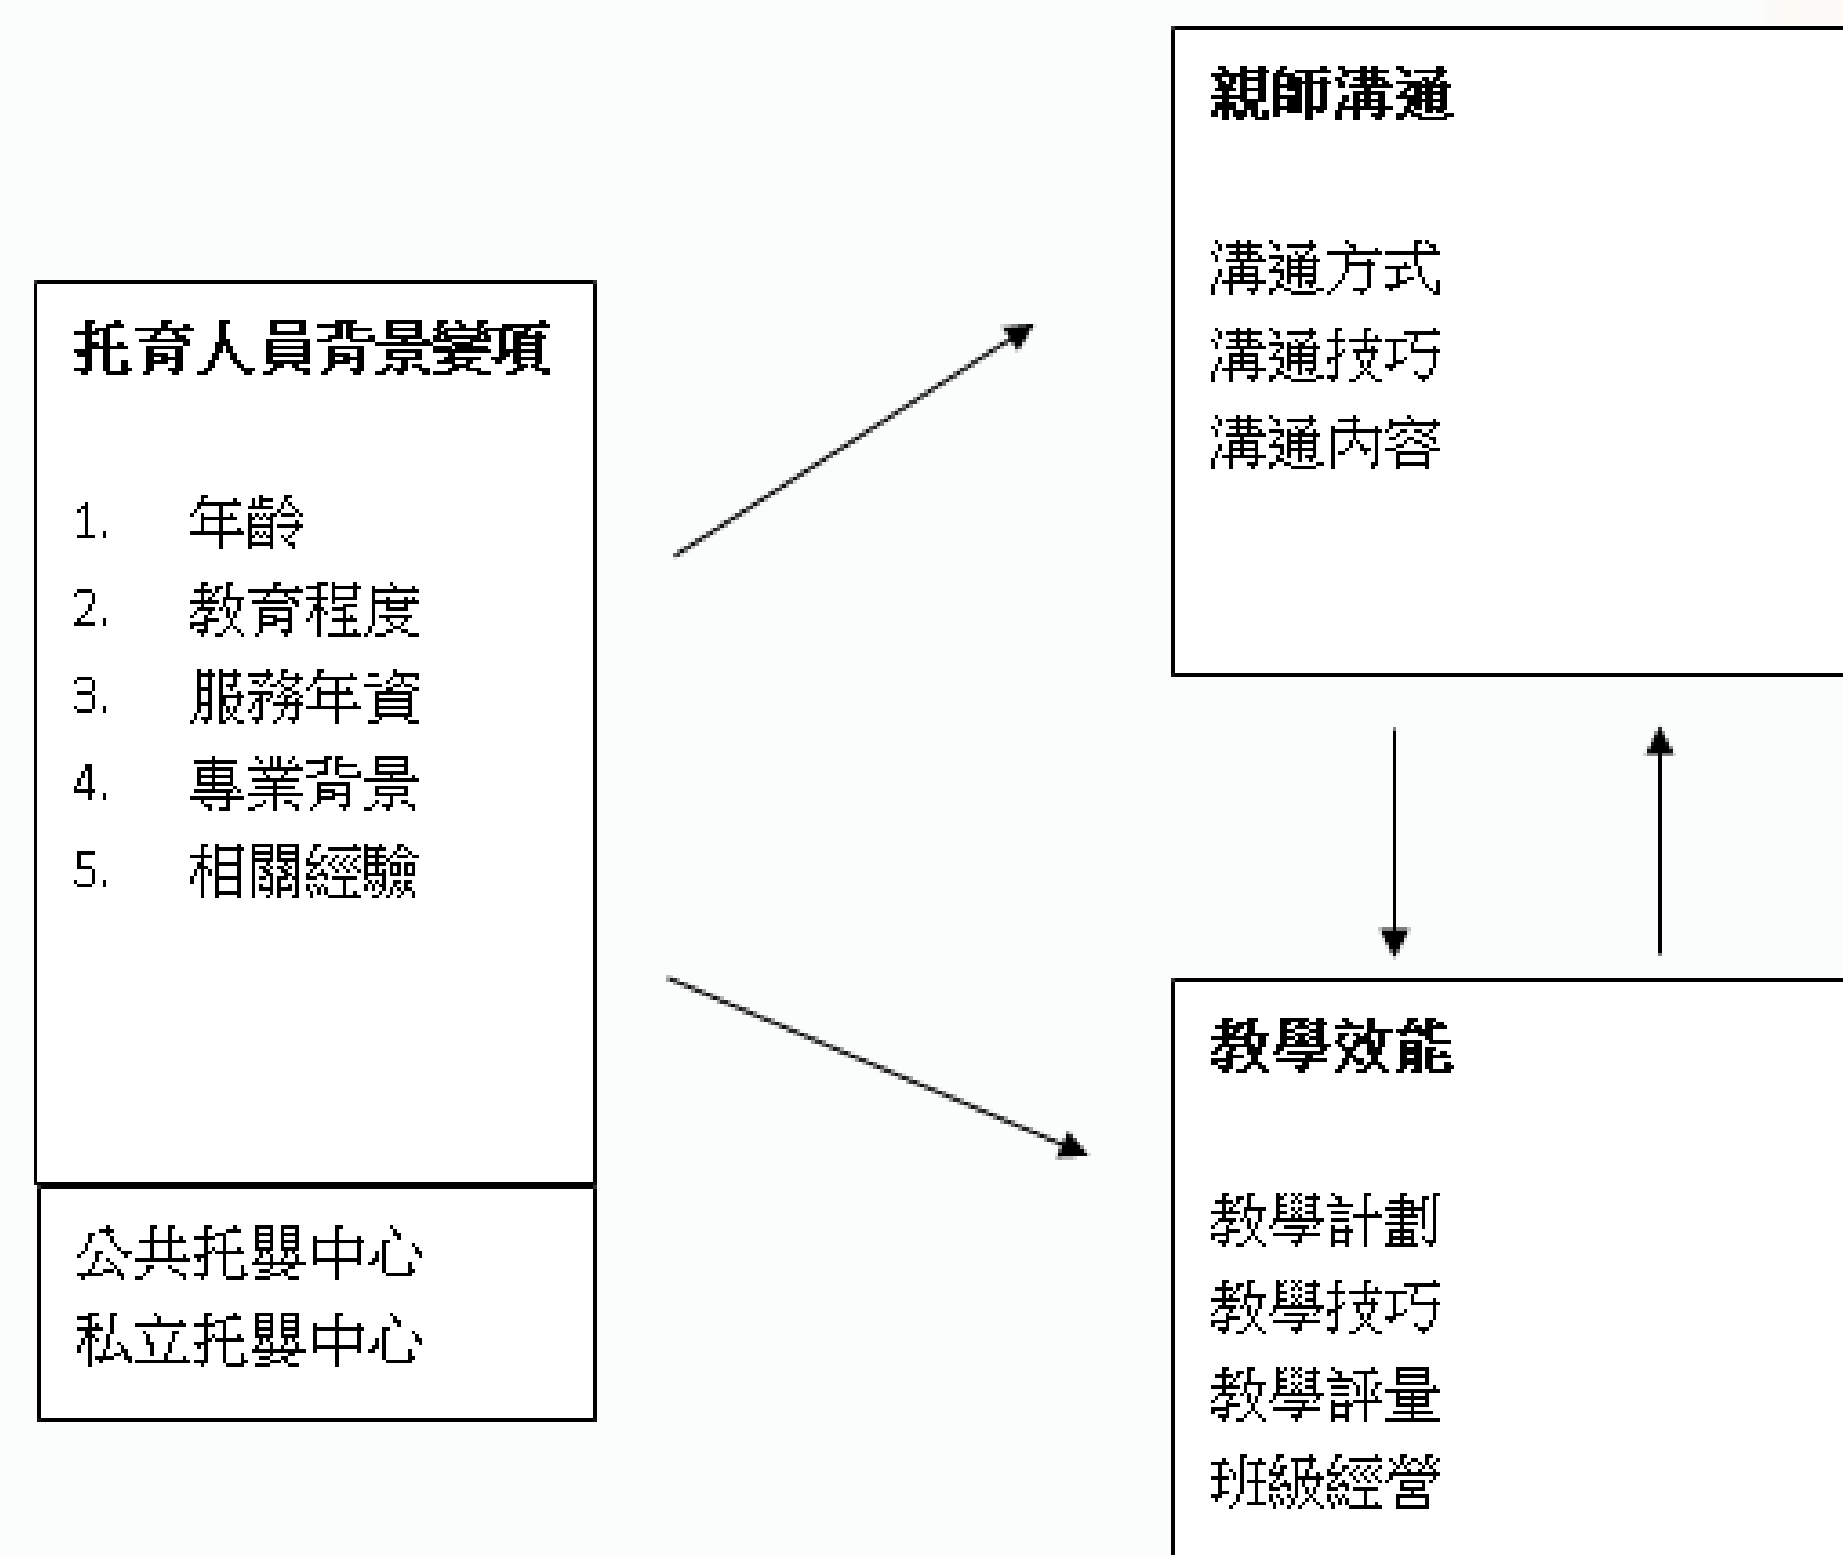 托育人員背景變項
1. 年齡
2. 教育程度
3. 服務年資
4. 專業背景
5. 相關經驗
公共托嬰中心
私立托嬰中心
親師溝通
溝通方式
溝通技巧
溝通內容
教學效能
教學計劃
教學技巧
教學評量
班級經營